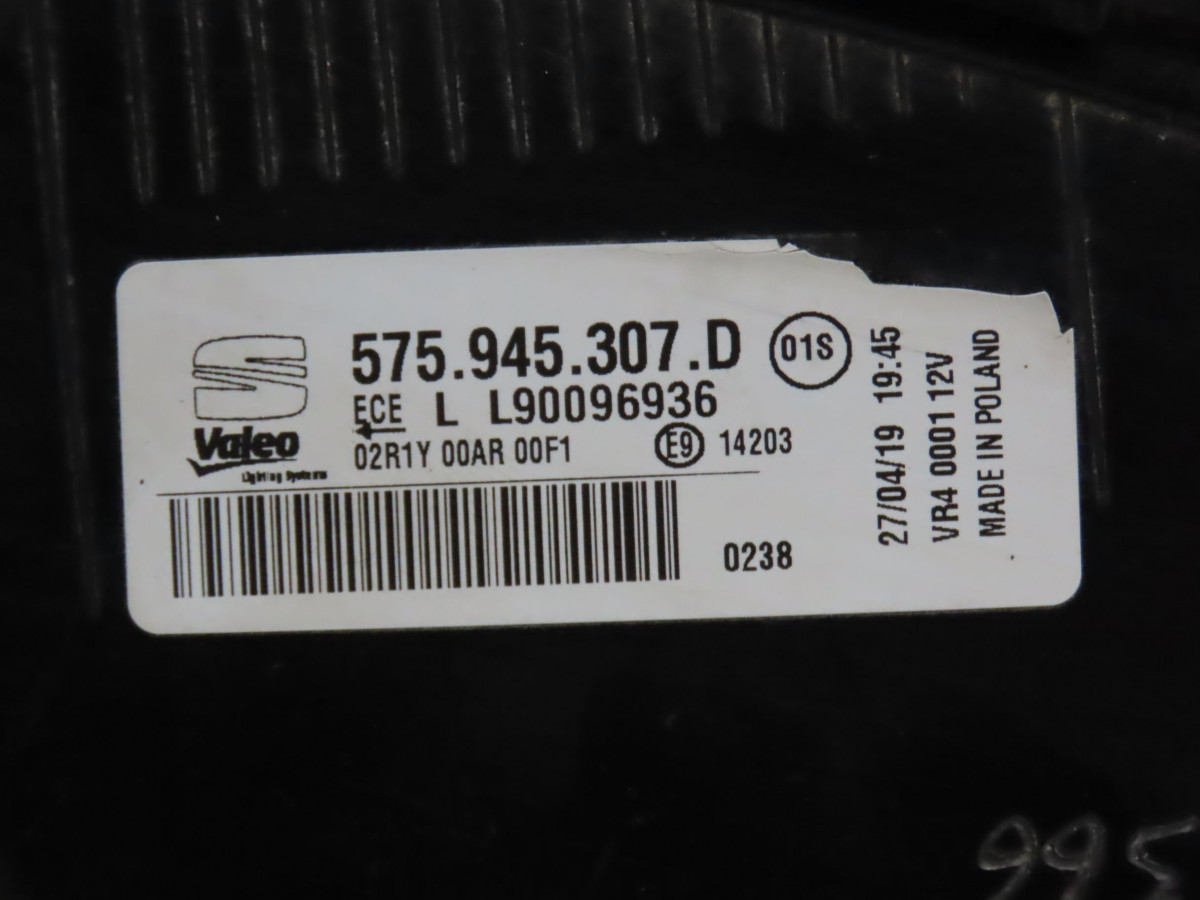 575.945.307.D 01S
ECE L L90096936
Valeo
Lighting Systems
02R1Y 00AR 00F1 E9 14203
0238
27/04/19 19:45
VR4 0001 12V
MADE IN POLAND
995